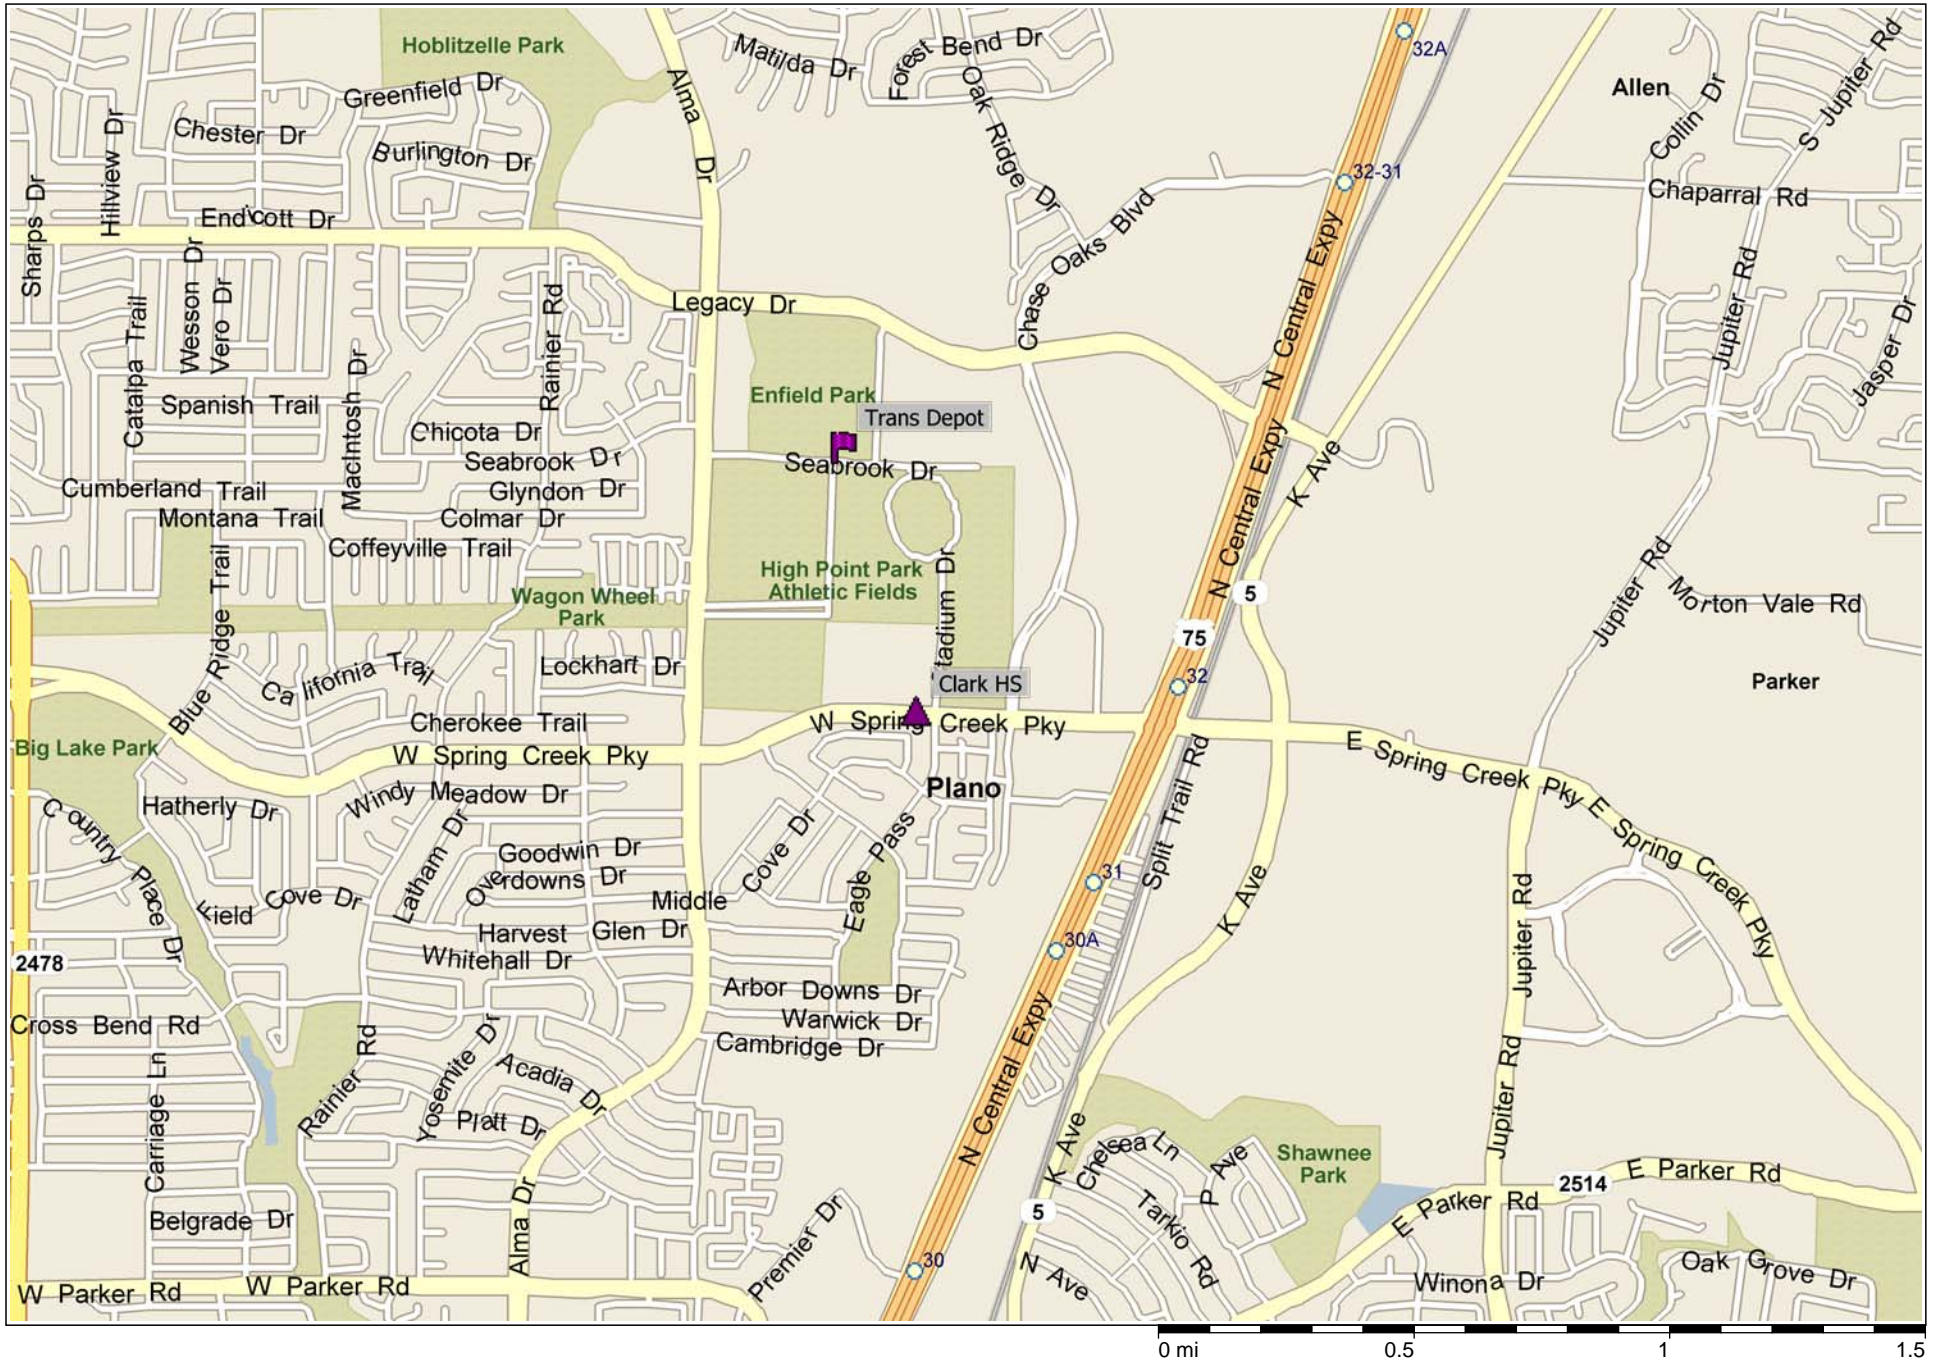 Hoblitzelle Park
Matilda Dr
Forest Bend Dr
32A
Allen
Collin Dr
S Jupiter Rd
Greenfield Dr
Alma Dr
Oak Ridge Dr
Hillview Dr
Chester Dr
Burlington Dr
32-31
Chaparral Rd
Sharps Dr
Endicott Dr
Chase Oaks Blvd
N Central Expy
Jupiter Rd
Wesson Dr
Vero Dr
Catalpa Trail
Rainier Rd
Legacy Dr
Jasper Dr
MacIntosh Dr
Enfield Park
Spanish Trail
Trans Depot
Chicota Dr
Seabrook Dr
Seabrook Dr
N Central Expy
K Ave
Cumberland Trail
Glyndon Dr
Montana Trail
Colmar Dr
Coffeyville Trail
High Point Park
Athletic Fields
Stadium Dr
Wagon Wheel
Park
5
Jupiter Rd
Morton Vale Rd
Blue Ridge Trail
75
California Trail
Lockhart Dr
Clark HS
32
Parker
Cherokee Trail
W Spring Creek Pky
Big Lake Park
W Spring Creek Pky
E Spring Creek Pky
E Spring Creek Pky
Split Trail Rd
Plano
Country Place Dr
Hatherly Dr
Windy Meadow Dr
Latham Dr
Goodwin Dr
Overdowns Dr
Cove Dr
Eagle Pass
31
Field Cove Dr
Middle
K Ave
Jupiter Rd
Harvest Glen Dr
30A
2478
Whitehall Dr
Arbor Downs Dr
Warwick Dr
Cambridge Dr
Cross Bend Rd
Rainier Rd
Yosemite Dr
Acadia Dr
N Central Expy
Jupiter Rd
Carriage Ln
Platt Dr
K Ave
Chelsea Ln
P Ave
Shawnee
Park
2514
E Parker Rd
E Parker Rd
Belgrade Dr
Alma Dr
Premier Dr
5
Tarkio Rd
30
N Ave
Winona Dr
Oak Grove Dr
W Parker Rd
W Parker Rd
0 mi 0.5 1 1.5